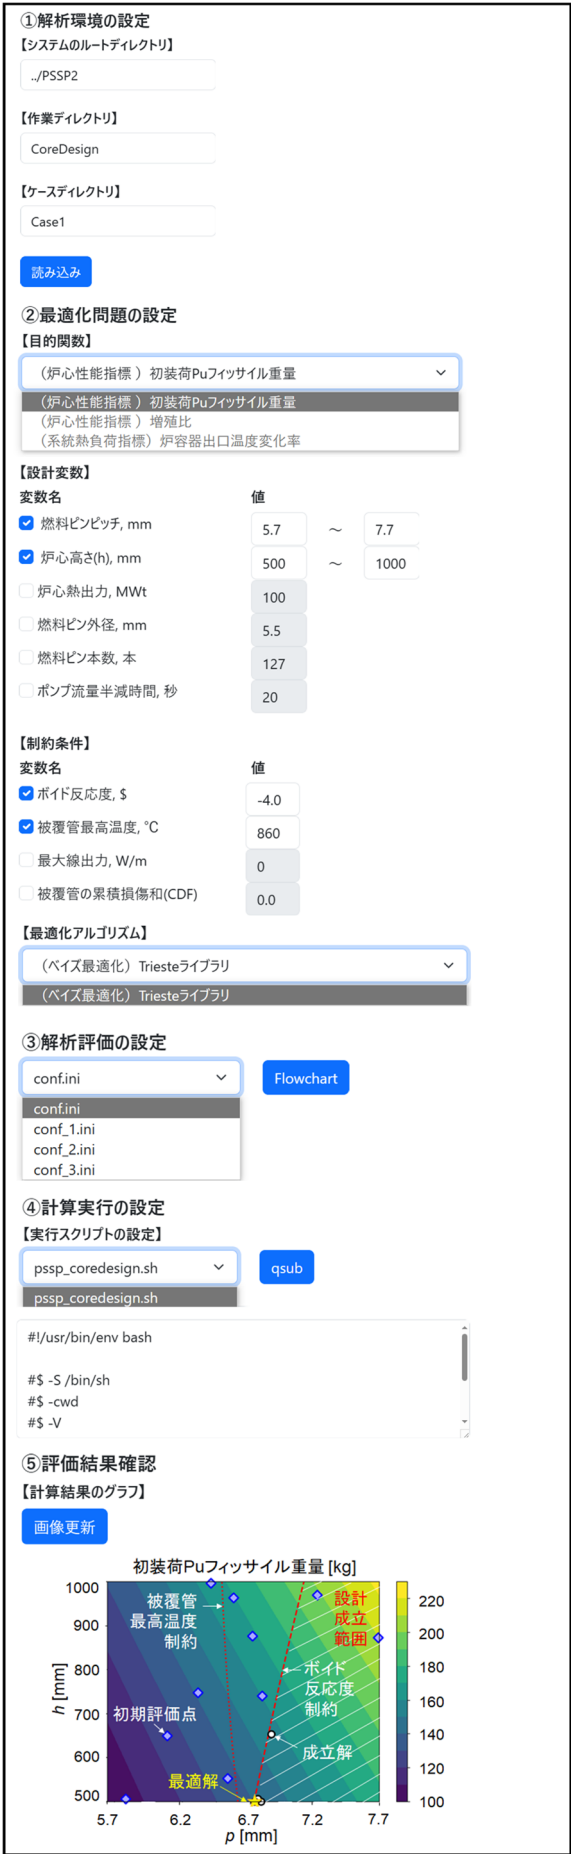 ①解析環境の設定
【システムのルートディレクトリ】
../PSSP2
【作業ディレクトリ】
CoreDesign
【ケースディレクトリ】
Case1
読み込み
②最適化問題の設定
【目的関数】
（炉心性能指標 ）初装荷Puフィッサイル重量
（炉心性能指標 ）初装荷Puフィッサイル重量
（炉心性能指標 ）増殖比
（系統熱負荷指標）炉容器出口温度変化率
【設計変数】
変数名 値
燃料ピンピッチ, mm 5.7 ～ 7.7
炉心高さ(h), mm 500 ～ 1000
炉心熱出力, MWt 100
燃料ピン外径, mm 5.5
燃料ピン本数, 本 127
ポンプ流量半減時間, 秒 20
【制約条件】
変数名 値
ボイド反応度, $ -4.0
被覆管最高温度, ℃ 860
最大線出力, W/m 0
被覆管の累積損傷和(CDF) 0.0
【最適化アルゴリズム】
（ベイズ最適化）Triesteライブラリ
（ベイズ最適化）Triesteライブラリ
③解析評価の設定
conf.ini Flowchart
conf.ini
conf_1.ini
conf_2.ini
conf_3.ini
④計算実行の設定
【実行スクリプトの設定】
pssp_coredesign.sh qsub
pssp_coredesign.sh
#!/usr/bin/env bash
#$ -S /bin/sh
#$ -cwd
#$ -V
⑤評価結果確認
【計算結果のグラフ】
画像更新
初装荷Puフィッサイル重量 [kg]
1000
900
800
700
600
500
h [mm]
被覆管
最高温度
制約
設計
成立
範囲
ボイド
反応度
制約
初期評価点
成立解
最適解
220
200
180
160
140
120
100
5.7 6.2 6.7 7.2 7.7
p [mm]